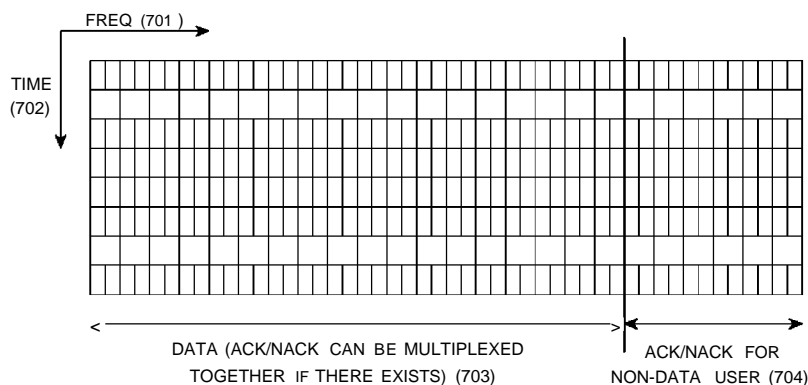 FREQ (701 )
TIME
(702)
< >
DATA (ACK/NACK CAN BE MULTIPLEXED
TOGETHER IF THERE EXISTS) (703)
ACK/NACK FOR
NON-DATA USER (704)